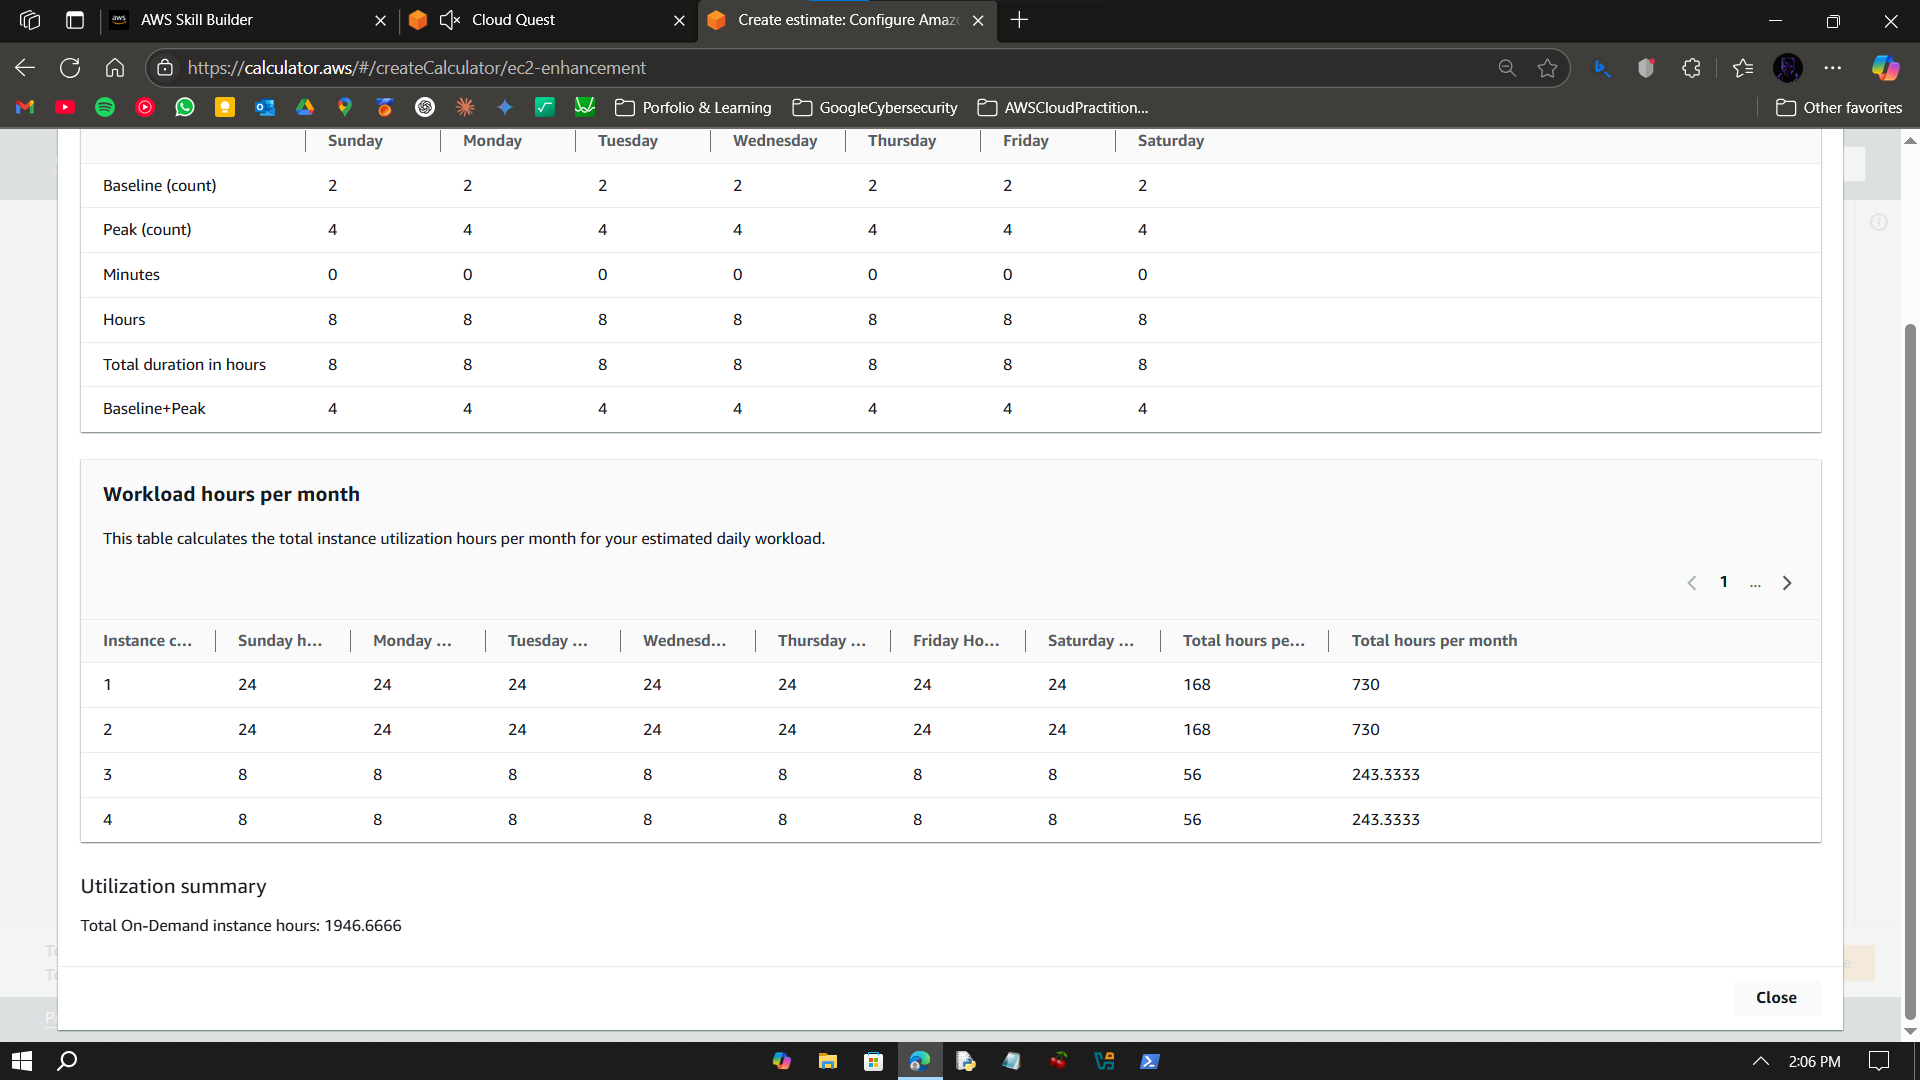 AWS Skill Builder
Cloud Quest
Create estimate: Configure Amaz
https://calculator.aws/#/createCalculator/ec2-enhancement
Porfolio & Learning
GoogleCybersecurity
AWSCloudPractition...
Other favorites
Sunday Monday Tuesday Wednesday Thursday Friday Saturday
Baseline (count) 2 2 2 2 2 2 2
Peak (count) 4 4 4 4 4 4 4
Minutes 0 0 0 0 0 0 0
Hours 8 8 8 8 8 8 8
Total duration in hours 8 8 8 8 8 8 8
Baseline+Peak 4 4 4 4 4 4 4
Workload hours per month
This table calculates the total instance utilization hours per month for your estimated daily workload.
1 ...
Instance c... Sunday h... Monday ... Tuesday ... Wednesd... Thursday ... Friday Ho... Saturday ... Total hours pe... Total hours per month
1 24 24 24 24 24 24 24 168 730
2 24 24 24 24 24 24 24 168 730
3 8 8 8 8 8 8 8 56 243.3333
4 8 8 8 8 8 8 8 56 243.3333
Utilization summary
Total On-Demand instance hours: 1946.6666
Close
2:06 PM